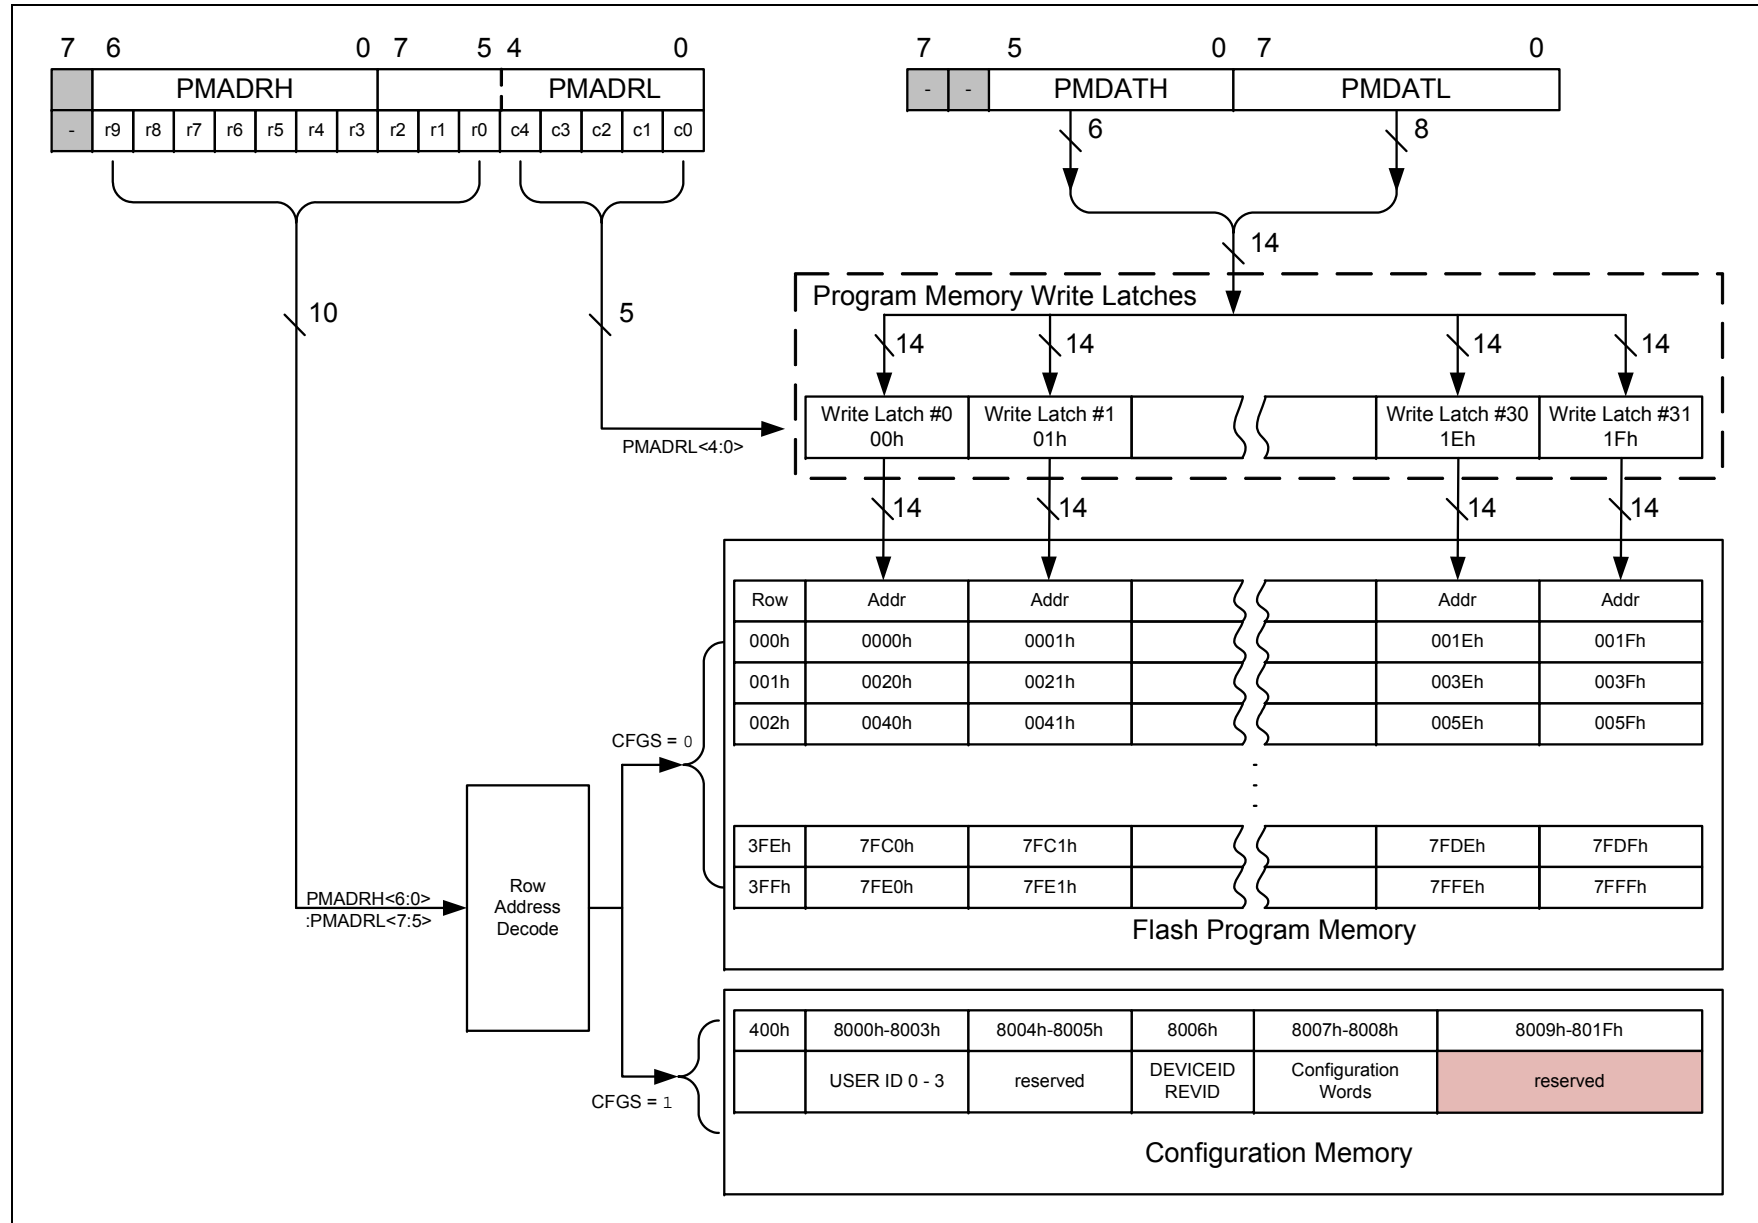 7 6 0 7 5 4 0
PMADRH PMADRL
- r9 r8 r7 r6 r5 r4 r3 r2 r1 r0 c4 c3 c2 c1 c0
7 5 0 7 0
- - PMDATH PMDATL
6 8
14
10
5
PMADRL<4:0>
Program Memory Write Latches
14 14 14 14
Write Latch #0 Write Latch #1 Write Latch #30 Write Latch #31
00h 01h 1Eh 1Fh
14 14 14 14
Row Addr Addr Addr Addr
000h 0000h 0001h 001Eh 001Fh
001h 0020h 0021h 003Eh 003Fh
002h 0040h 0041h 005Eh 005Fh
3FEh 7FC0h 7FC1h 7FDEh 7FDFh
3FFh 7FE0h 7FE1h 7FFEh 7FFFh
Flash Program Memory
CFGS = 0
PMADRH<6:0>
:PMADRL<7:5>
Row
Address
Decode
CFGS = 1
400h 8000h-8003h 8004h-8005h 8006h 8007h-8008h 8009h-801Fh
USER ID 0 - 3 reserved DEVICEID Configuration reserved
REVID Words
Configuration Memory